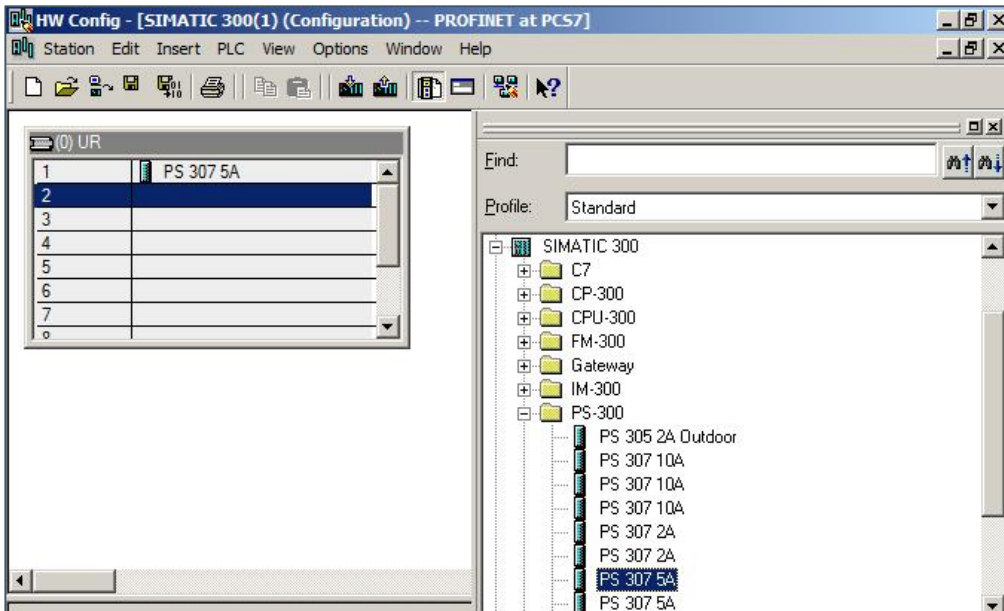 HW Config - [SIMATIC 300(1) (Configuration) -- PROFINET at PCS7]
Station Edit Insert PLC View Options Window Help
(0) UR
1 PS 307 5A
2
3
4
5
6
7
Find:
Profile: Standard
SIMATIC 300
C7
CP-300
CPU-300
FM-300
Gateway
IM-300
PS-300
PS 305 2A Outdoor
PS 307 10A
PS 307 10A
PS 307 10A
PS 307 2A
PS 307 2A
PS 307 5A
PS 307 5A